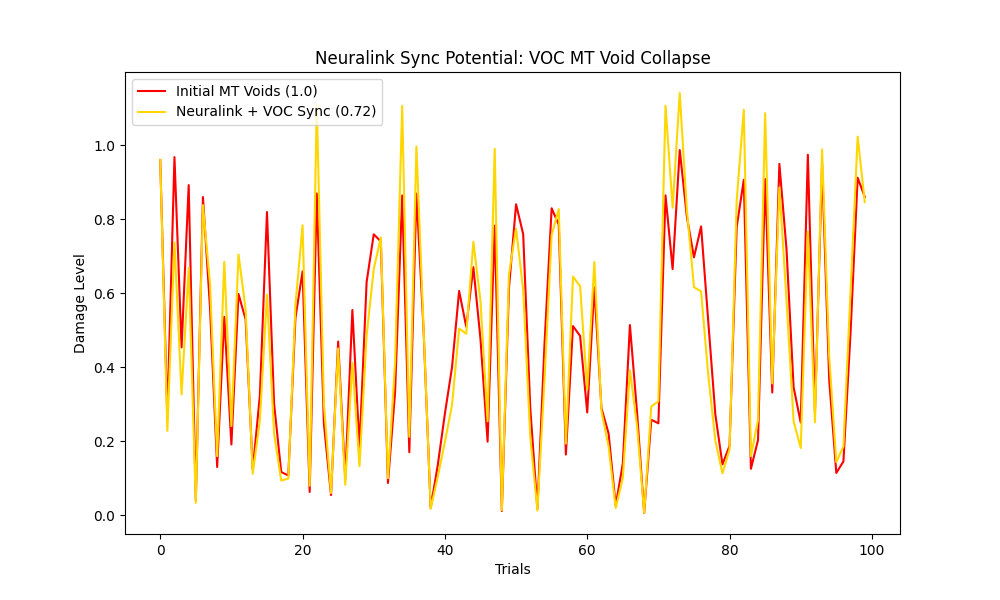 Neuralink Sync Potential: VOC MT Void Collapse
Initial MT Voids (1.0)
Neuralink + VOC Sync (0.72)
Damage Level
1.0
0.8
0.6
0.4
0.2
0.0
0 20 40 60 80 100
Trials